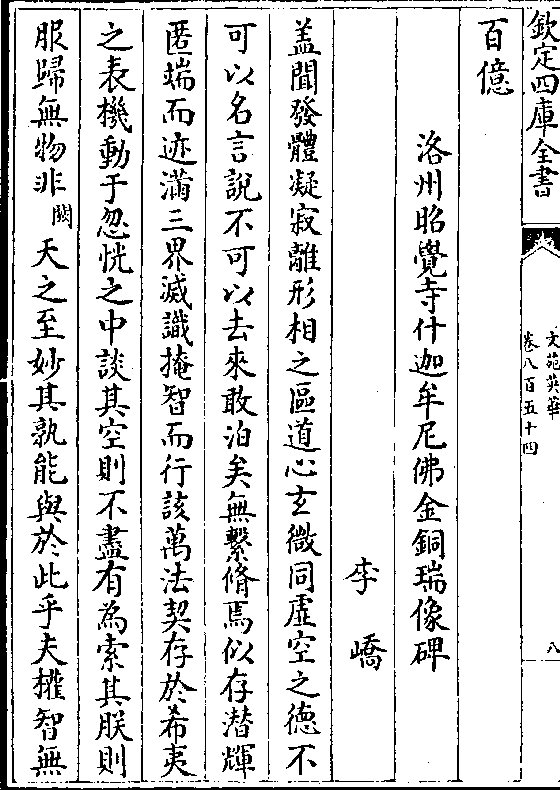 欽定四庫全書
文苑英華
卷八百五十四
八
百億
洛州昭覺寺什迦牟尼佛金銅瑞像碑
李嶠
盖聞發體凝寂離形相之區道心玄微同虛空之德不
可以名言說不可以去來敢泊矣無繫脩焉似存潜輝
匿端而迹滿三界滅識掩智而行該萬法契存於希夷
之表機動于忽恍之中談其空則不盡有為索其朕則
服歸無物非闕天之至妙其孰能與於此乎夫權智無